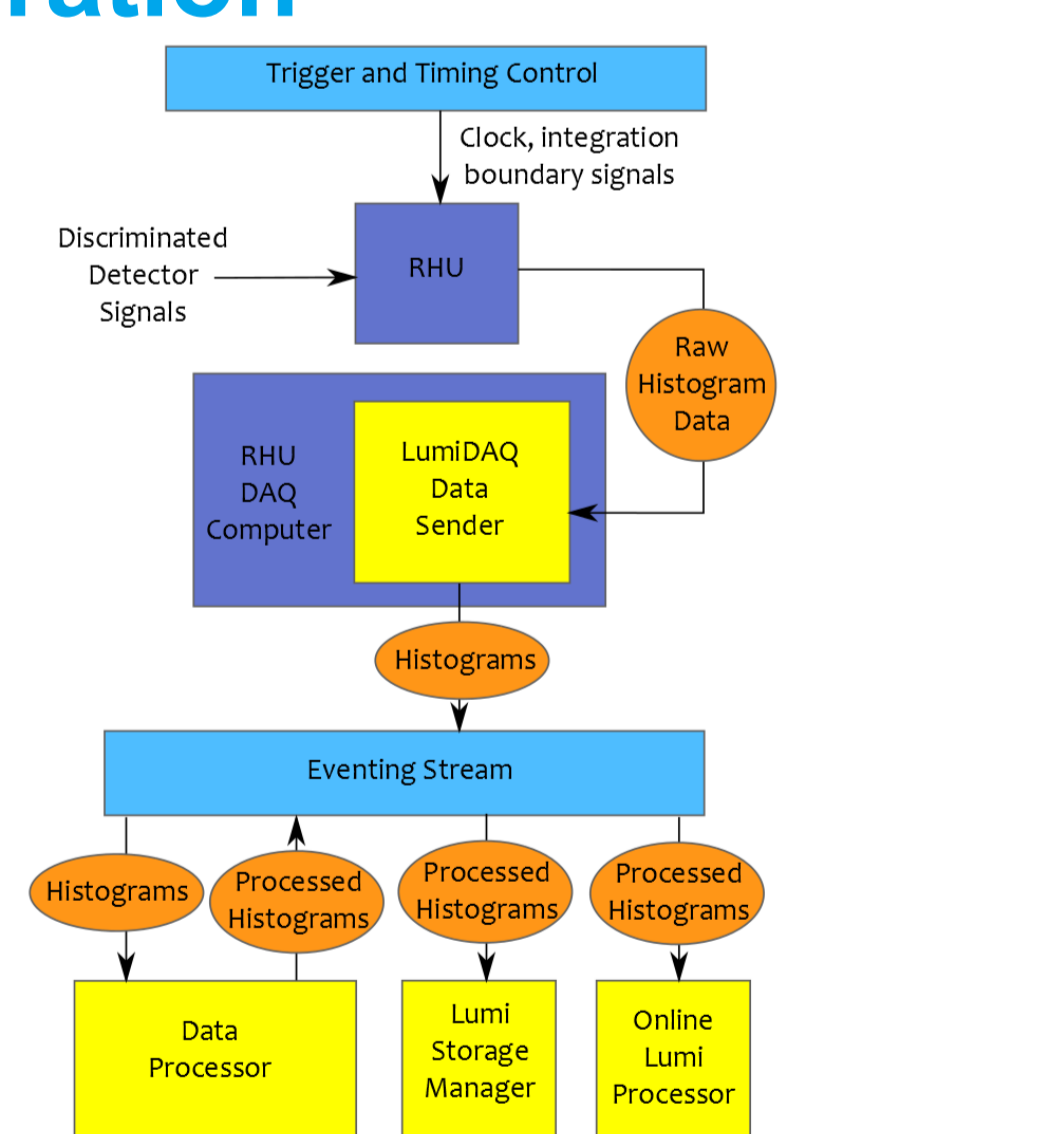 Trigger and Timing Control
Clock, integration
boundary signals
Discriminated
Detector
Signals
RHU
Raw
Histogram
Data
RHU
DAQ
Computer
LumiDAQ
Data
Sender
Histograms
Eventing Stream
Histograms
Processed
Histograms
Processed
Histograms
Processed
Histograms
Data
Processor
Lumi
Storage
Manager
Online
Lumi
Processor